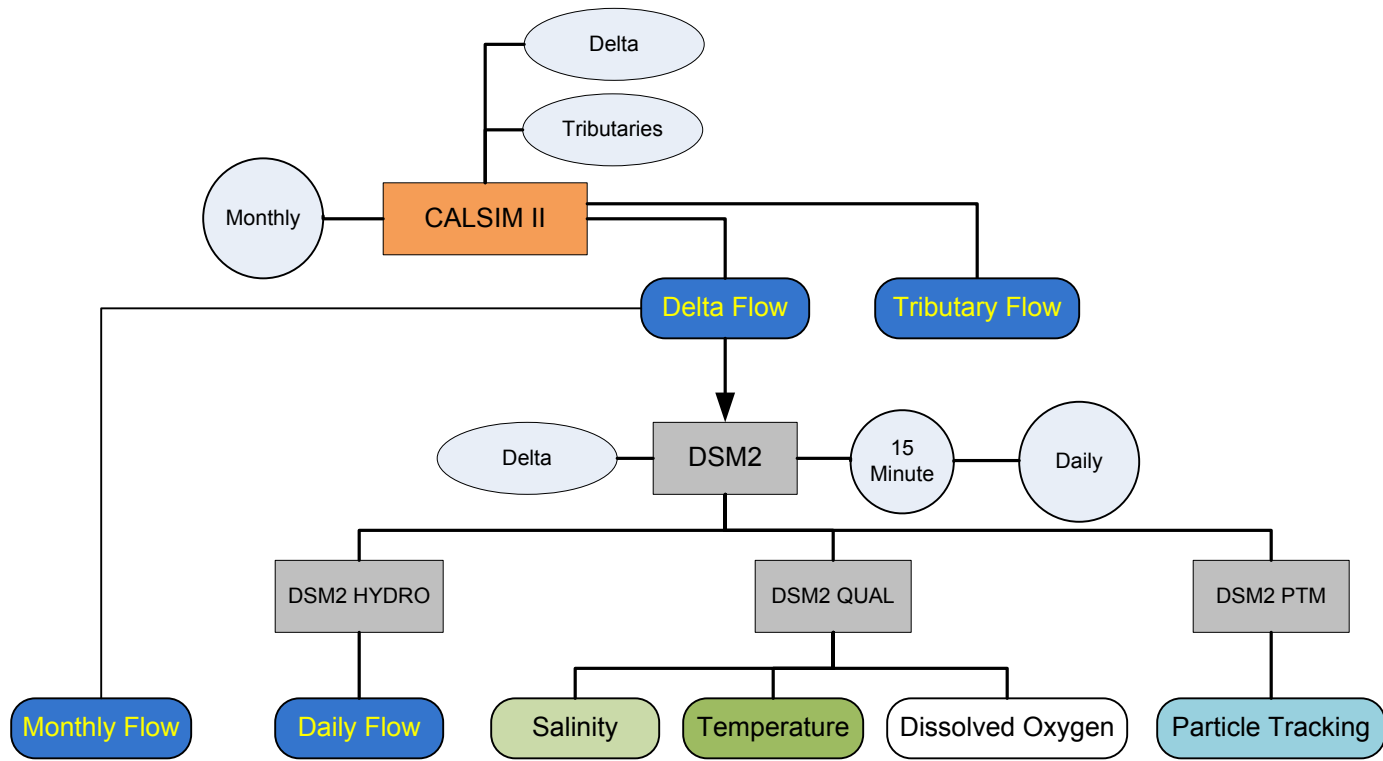 Delta
Tributaries
Monthly
CALSIM II
Delta Flow
Tributary Flow
Delta
DSM2
15
Minute
Daily
DSM2 HYDRO
DSM2 QUAL
DSM2 PTM
Monthly Flow
Daily Flow
Salinity
Temperature
Dissolved Oxygen
Particle Tracking